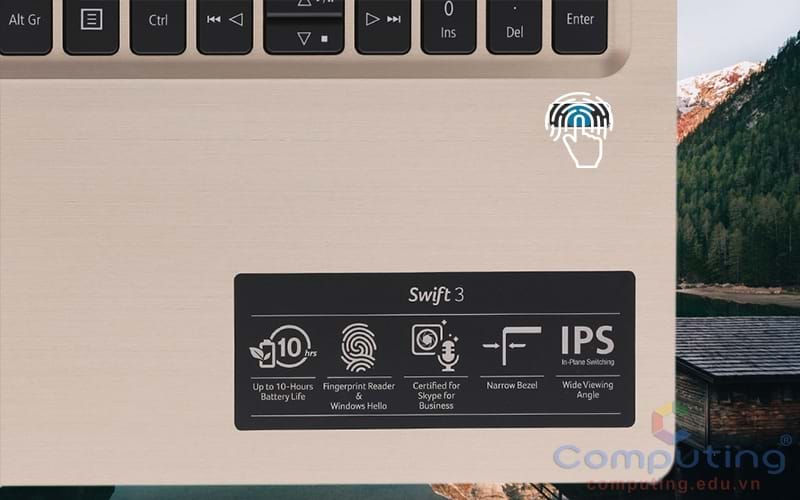 Alt Gr
Ctrl
0
Ins
.
Del
Enter
Swift 3
10 hrs
IPS
In-Plane Switching
Up to 10-Hours
Battery Life
Fingerprint Reader
&
Windows Hello
Certified for
Skype for
Business
Narrow Bezel
Wide Viewing
Angle
Computing®
computing.edu.vn